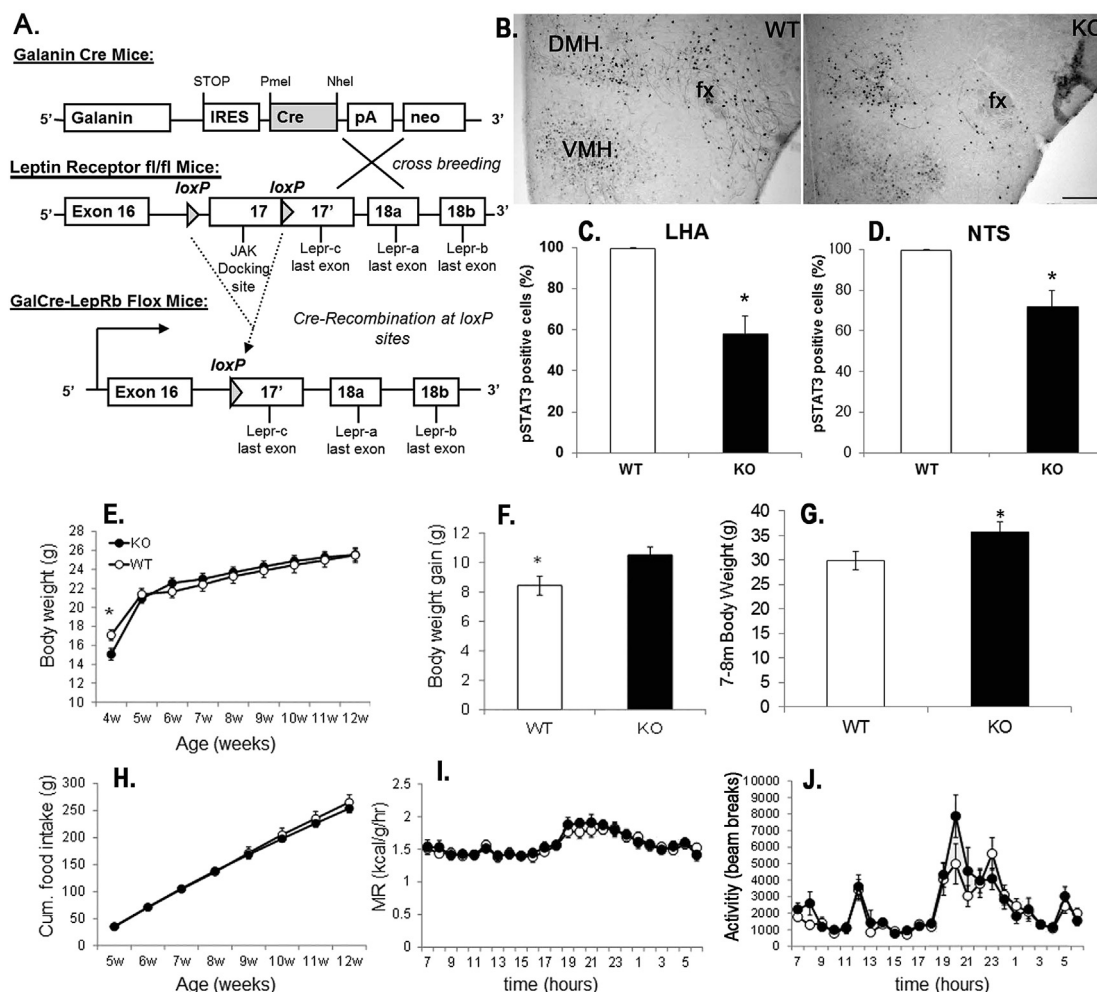 A.
Galanin Cre Mice:
STOP PmeI NheI
5’ Galanin IRES Cre pA neo 3’
cross breeding
Leptin Receptor fl/fl Mice:
loxP loxP
5’ Exon 16 17 17’ 18a 18b 3’
JAK Docking site
Lepr-c last exon
Lepr-a last exon
Lepr-b last exon
GalCre-LepRb Flox Mice:
Cre-Recombination at loxP
sites
loxP
5’ Exon 16 17’ 18a 18b 3’
Lepr-c last exon
Lepr-a last exon
Lepr-b last exon
B.
DMH
fx
VMH
WT
fx
KO
C.
LHA
pSTAT3 positive cells (%)
100
80
60
40
20
0
*
WT KO
D.
NTS
pSTAT3 positive cells (%)
100
80
60
40
20
0
*
WT KO
E.
Body weight (g)
28
26
24
22
20
18
16
14
12
10
KO
WT
*
4w 5w 6w 7w 8w 9w 10w 11w 12w
Age (weeks)
F.
Body weight gain (g)
12
10
8
6
4
2
0
*
WT KO
G.
7-8m Body Weight (g)
40
35
30
25
20
15
10
5
0
*
WT KO
H.
Cum. food intake (g)
300
250
200
150
100
50
0
5w 6w 7w 8w 9w 10w 11w 12w
Age (weeks)
I.
MR (kcal/g/hr)
2.5
2
1.5
1
0.5
0
7 9 11 13 15 17 19 21 23 1 3 5
time (hours)
J.
Activitiy (beam breaks)
10000
9000
8000
7000
6000
5000
4000
3000
2000
1000
0
7 9 11 13 15 17 19 21 23 1 3 5
time (hours)